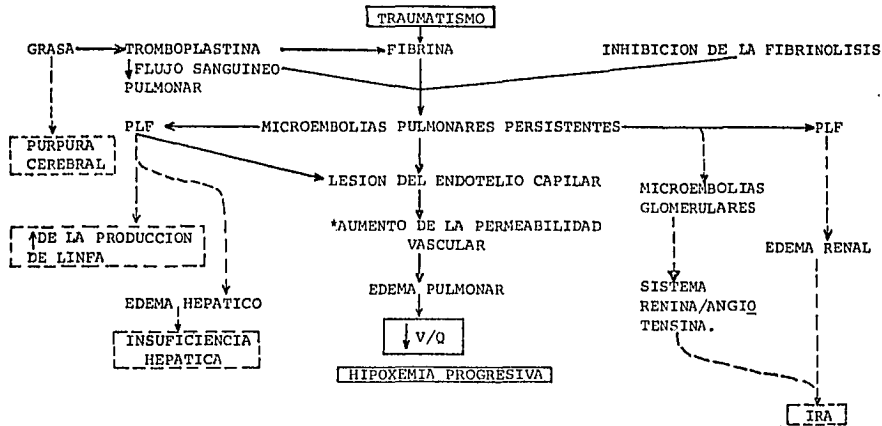 TRAUMATISMO
GRASA TROMBOPLASTINA FIBRINA INHIBICION DE LA FIBRINOLISIS
↓FLUJO SANGUINEO
PULMONAR
PLF MICROEMBOLIAS PULMONARES PERSISTENTES PLF
PURPURA
CEREBRAL
LESION DEL ENDOTELIO CAPILAR
MICROEMBOLIAS
GLOMERULARES
*AUMENTO DE LA PERMEABILIDAD
VASCULAR
↑DE LA PRODUCCION
DE LINFA
EDEMA RENAL
EDEMA HEPATICO
EDEMA PULMONAR
SISTEMA
RENINA/ANGIO
TENSINA.
INSUFICIENCIA
HEPATICA
↓ V/Q
HIPOXEMIA PROGRESIVA
IRA